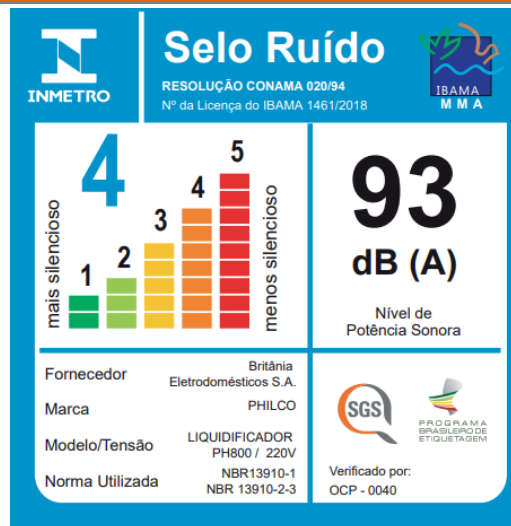 INMETRO
Selo Ruído
RESOLUÇÃO CONAMA 020/94
Nº da Licença do IBAMA 1461/2018
IBAMA
M M A
4
mais silencioso
1
2
3
4
5
menos silencioso
93
dB (A)
Nível de
Potência Sonora
Fornecedor
Britânia
Eletrodomésticos S.A.
Marca
PHILCO
Modelo/Tensão
LIQUIDIFICADOR
PH800 / 220V
Norma Utilizada
NBR13910-1
NBR 13910-2-3
SGS
PROGRAMA
BRASILEIRO DE
ETIQUETAGEM
Verificado por:
OCP - 0040